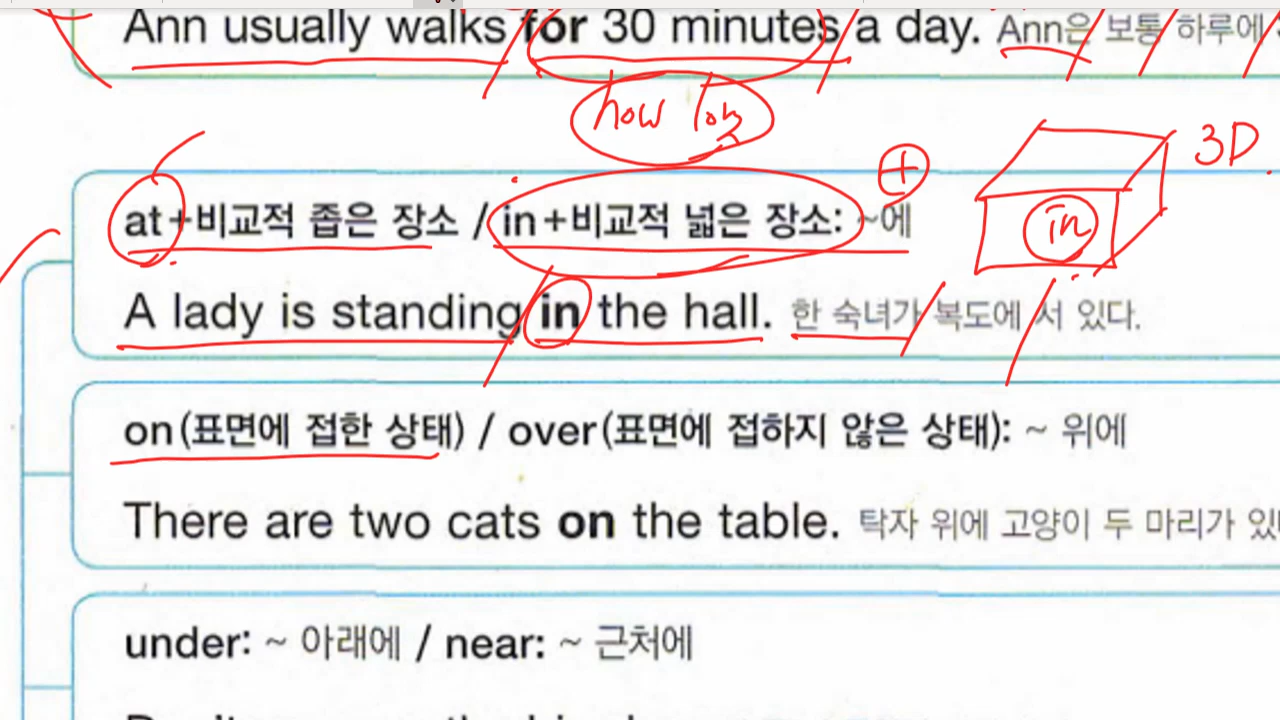 Ann usually walks for 30 minutes a day. Ann은 보통 하루에
how long
3D
at+비교적 좁은 장소 / in+비교적 넓은 장소: ~에
+
in
A lady is standing in the hall. 한 숙녀가 복도에 서 있다.
on(표면에 접한 상태) / over(표면에 접하지 않은 상태): ~ 위에
There are two cats on the table. 탁자 위에 고양이 두 마리가
under: ~ 아래에 / near: ~ 근처에